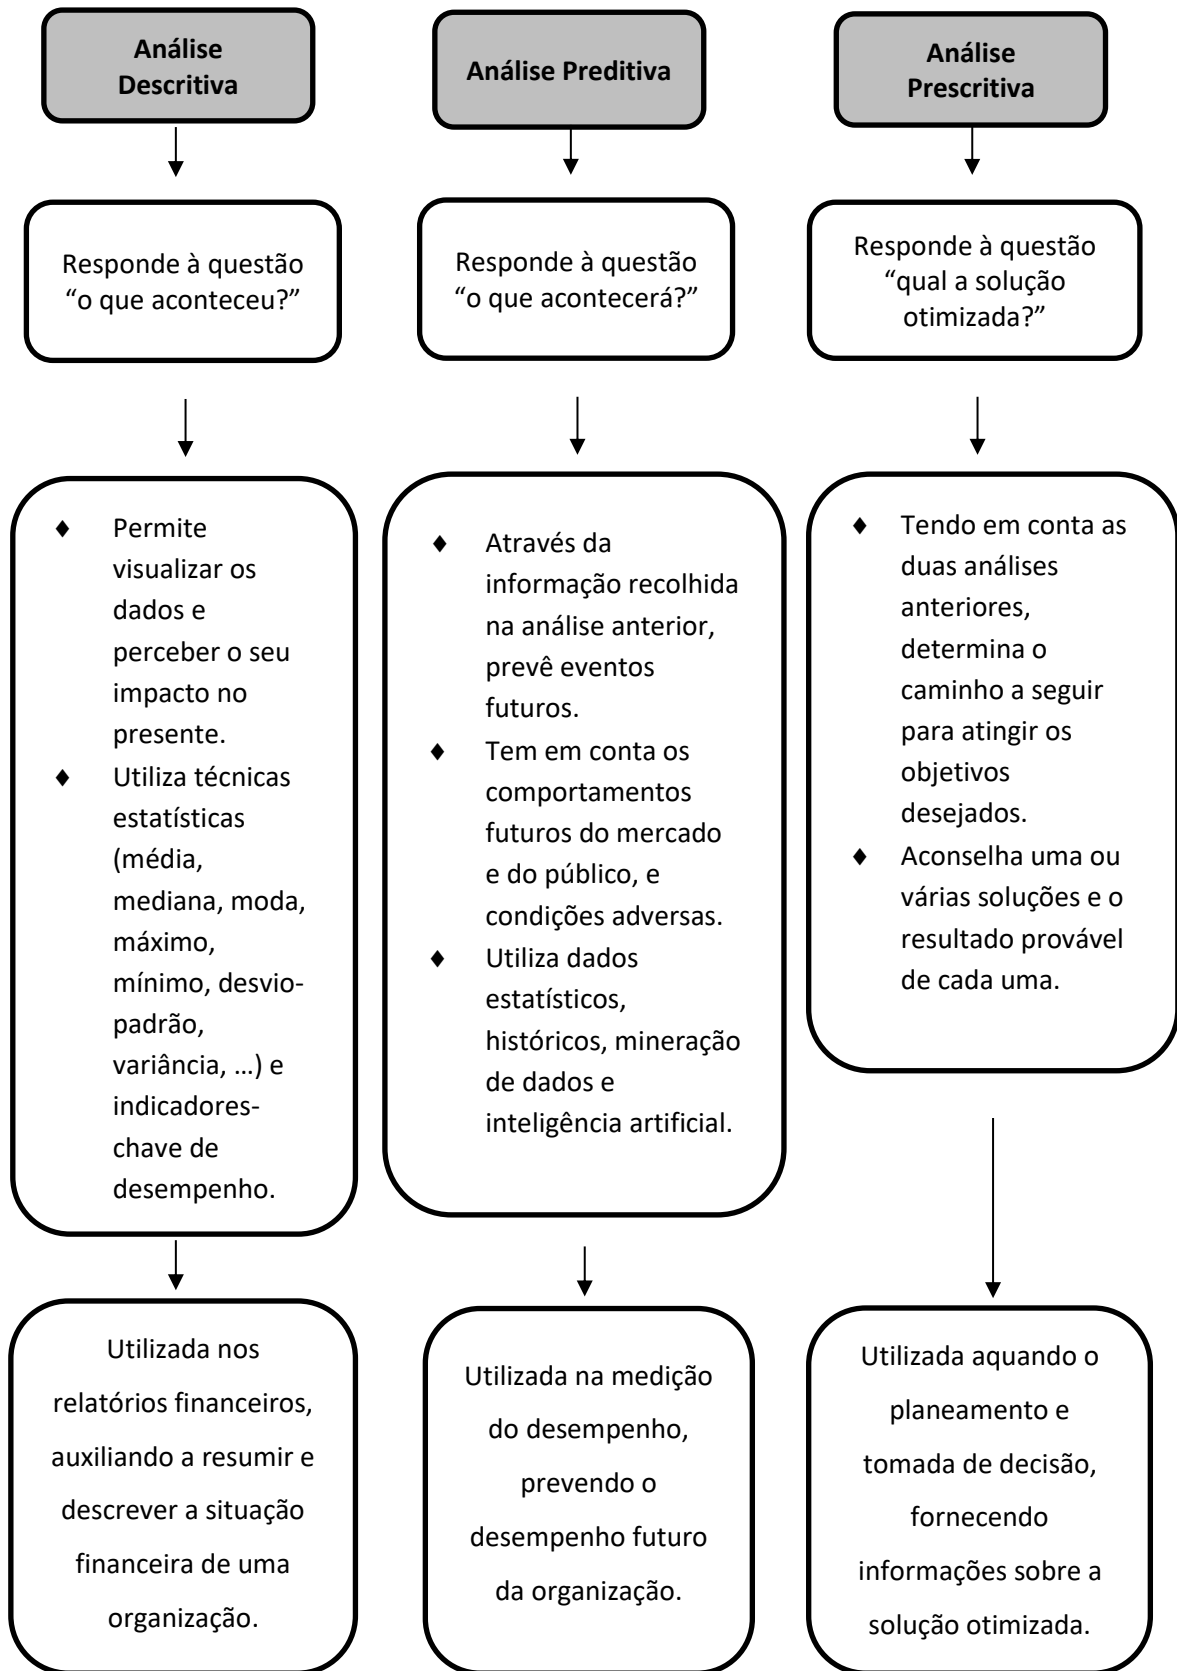 Análise
Descritiva
Análise Preditiva
Análise
Prescritiva
Responde à questão
“o que aconteceu?”
Responde à questão
“o que acontecerá?”
Responde à questão
“qual a solução
otimizada?”
♦ Permite
visualizar os
dados e
perceber o seu
impacto no
presente.
♦ Utiliza técnicas
estatísticas
(média,
mediana, moda,
máximo,
mínimo, desvio-
padrão,
variância, ...) e
indicadores-
chave de
desempenho.
♦ Através da
informação recolhida
na análise anterior,
prevê eventos
futuros.
♦ Tem em conta os
comportamentos
futuros do mercado
e do público, e
condições adversas.
♦ Utiliza dados
estatísticos,
históricos, mineração
de dados e
inteligência artificial.
♦ Tendo em conta as
duas análises
anteriores,
determina o
caminho a seguir
para atingir os
objetivos
desejados.
♦ Aconselha uma ou
várias soluções e o
resultado provável
de cada uma.
Utilizada nos
relatórios financeiros,
auxiliando a resumir e
descrever a situação
financeira de uma
organização.
Utilizada na medição
do desempenho,
prevendo o
desempenho futuro
da organização.
Utilizada aquando o
planeamento e
tomada de decisão,
fornecendo
informações sobre a
solução otimizada.